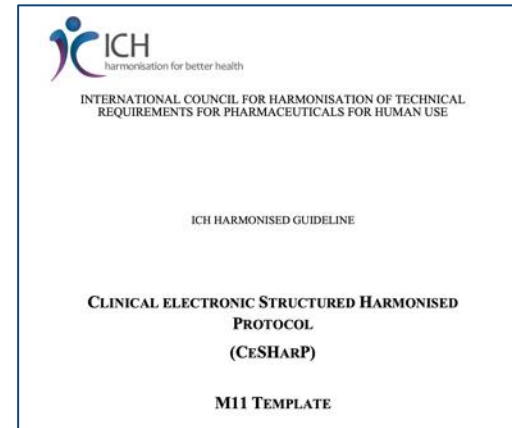 ICH
harmonisation for better health
INTERNATIONAL COUNCIL FOR HARMONISATION OF TECHNICAL
REQUIREMENTS FOR PHARMACEUTICALS FOR HUMAN USE
ICH HARMONISED GUIDELINE
CLINICAL ELECTRONIC STRUCTURED HARMONISED
PROTOCOL
(CESHARP)
M11 TEMPLATE